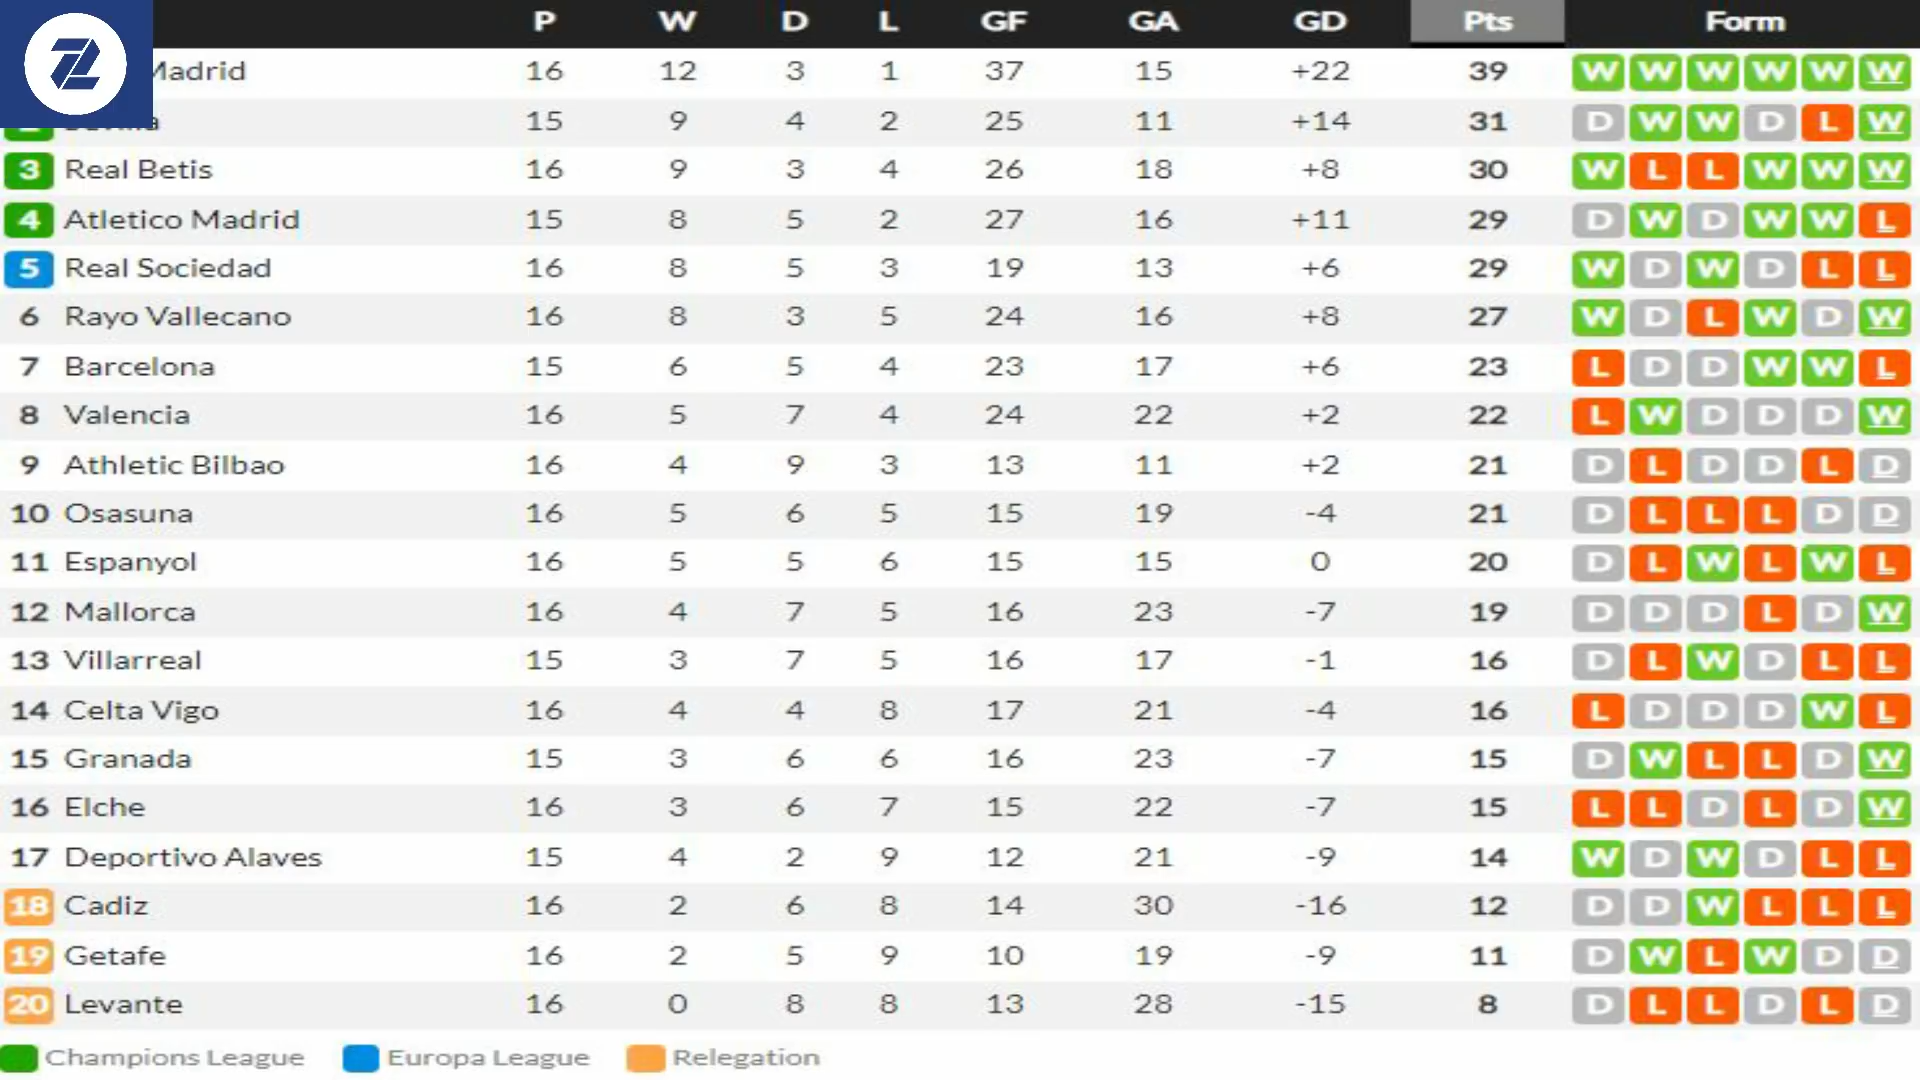 P W D L GF GA GD Pts Form
Madrid 16 12 3 1 37 15 +22 39 W W W W W W
15 9 4 2 25 11 +14 31 D W W D L W
3 Real Betis 16 9 3 4 26 18 +8 30 W L L W W W
4 Atletico Madrid 15 8 5 2 27 16 +11 29 D W D W W L
5 Real Sociedad 16 8 5 3 19 13 +6 29 W D W D L L
6 Rayo Vallecano 16 8 3 5 24 16 +8 27 W D L W D W
7 Barcelona 15 6 5 4 23 17 +6 23 L D D W W L
8 Valencia 16 5 7 4 24 22 +2 22 L W D D D W
9 Athletic Bilbao 16 4 9 3 13 11 +2 21 D L D D L D
10 Osasuna 16 5 6 5 15 19 -4 21 D L L L D D
11 Espanyol 16 5 5 6 15 15 0 20 D L W L W L
12 Mallorca 16 4 7 5 16 23 -7 19 D D D L D W
13 Villarreal 15 3 7 5 16 17 -1 16 D L W D L L
14 Celta Vigo 16 4 4 8 17 21 -4 16 L D D D W L
15 Granada 15 3 6 6 16 23 -7 15 D W L L D W
16 Elche 16 3 6 7 15 22 -7 15 L L D L D W
17 Deportivo Alaves 15 4 2 9 12 21 -9 14 W D W D L L
18 Cadiz 16 2 6 8 14 30 -16 12 D D W L L L
19 Getafe 16 2 5 9 10 19 -9 11 D W L W D D
20 Levante 16 0 8 8 13 28 -15 8 D L L D L D
Champions League Europa League Relegation